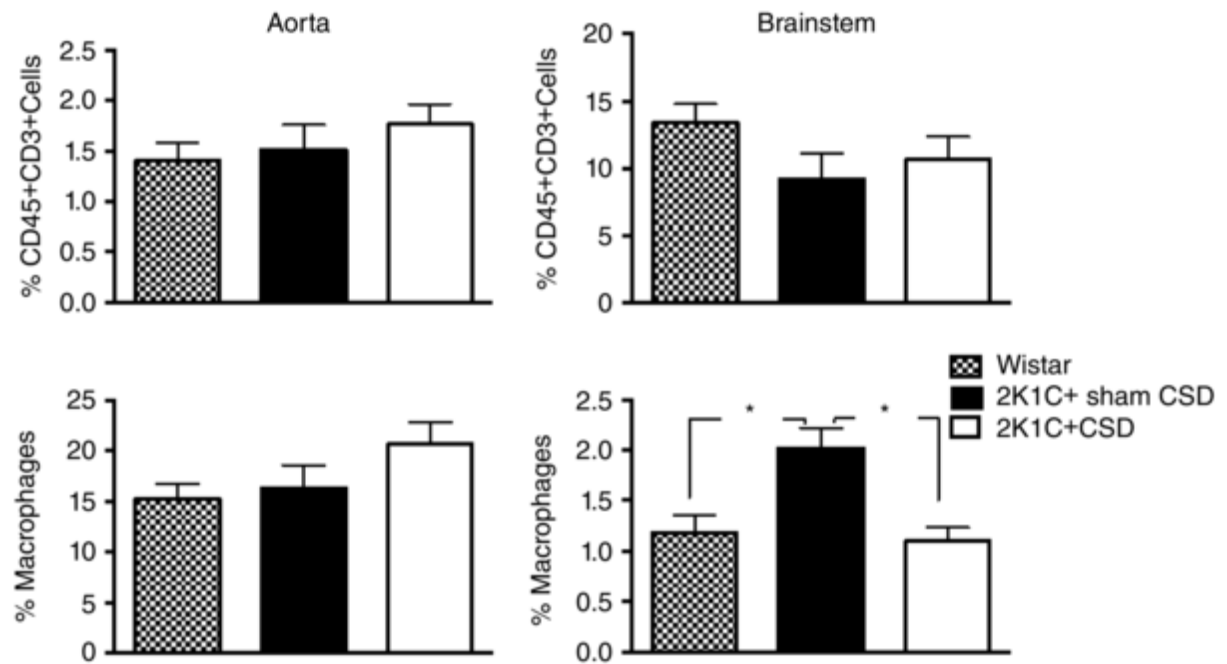 Aorta
Brainstem
% CD45+CD3+Cells
2.5
2.0
1.5
1.0
0.5
0.0
% CD45+CD3+Cells
20
15
10
5
0
% Macrophages
25
20
15
10
5
0
% Macrophages
2.5
2.0
1.5
1.0
0.5
0.0
* *
Wistar
2K1C+ sham CSD
2K1C+CSD